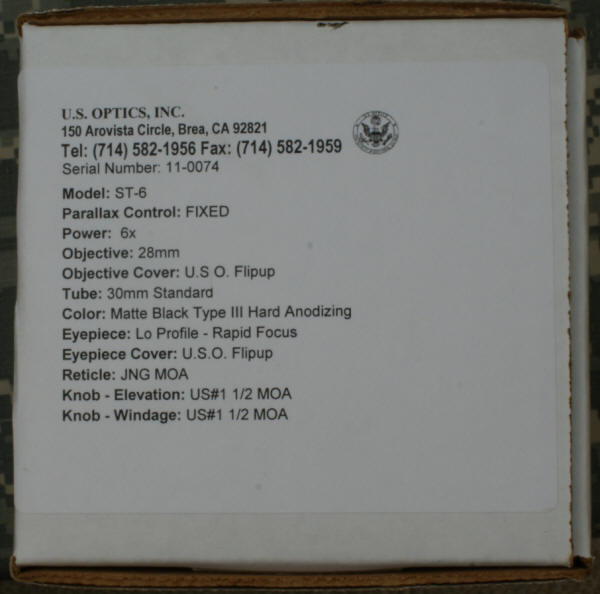 U.S. OPTICS, INC.
150 Arovista Circle, Brea, CA 92821
Tel: (714) 582-1956 Fax: (714) 582-1959
Serial Number: 11-0074
Model: ST-6
Parallax Control: FIXED
Power: 6x
Objective: 28mm
Objective Cover: U.S O. Flipup
Tube: 30mm Standard
Color: Matte Black Type III Hard Anodizing
Eyepiece: Lo Profile - Rapid Focus
Eyepiece Cover: U.S.O. Flipup
Reticle: JNG MOA
Knob - Elevation: US#1 1/2 MOA
Knob - Windage: US#1 1/2 MOA